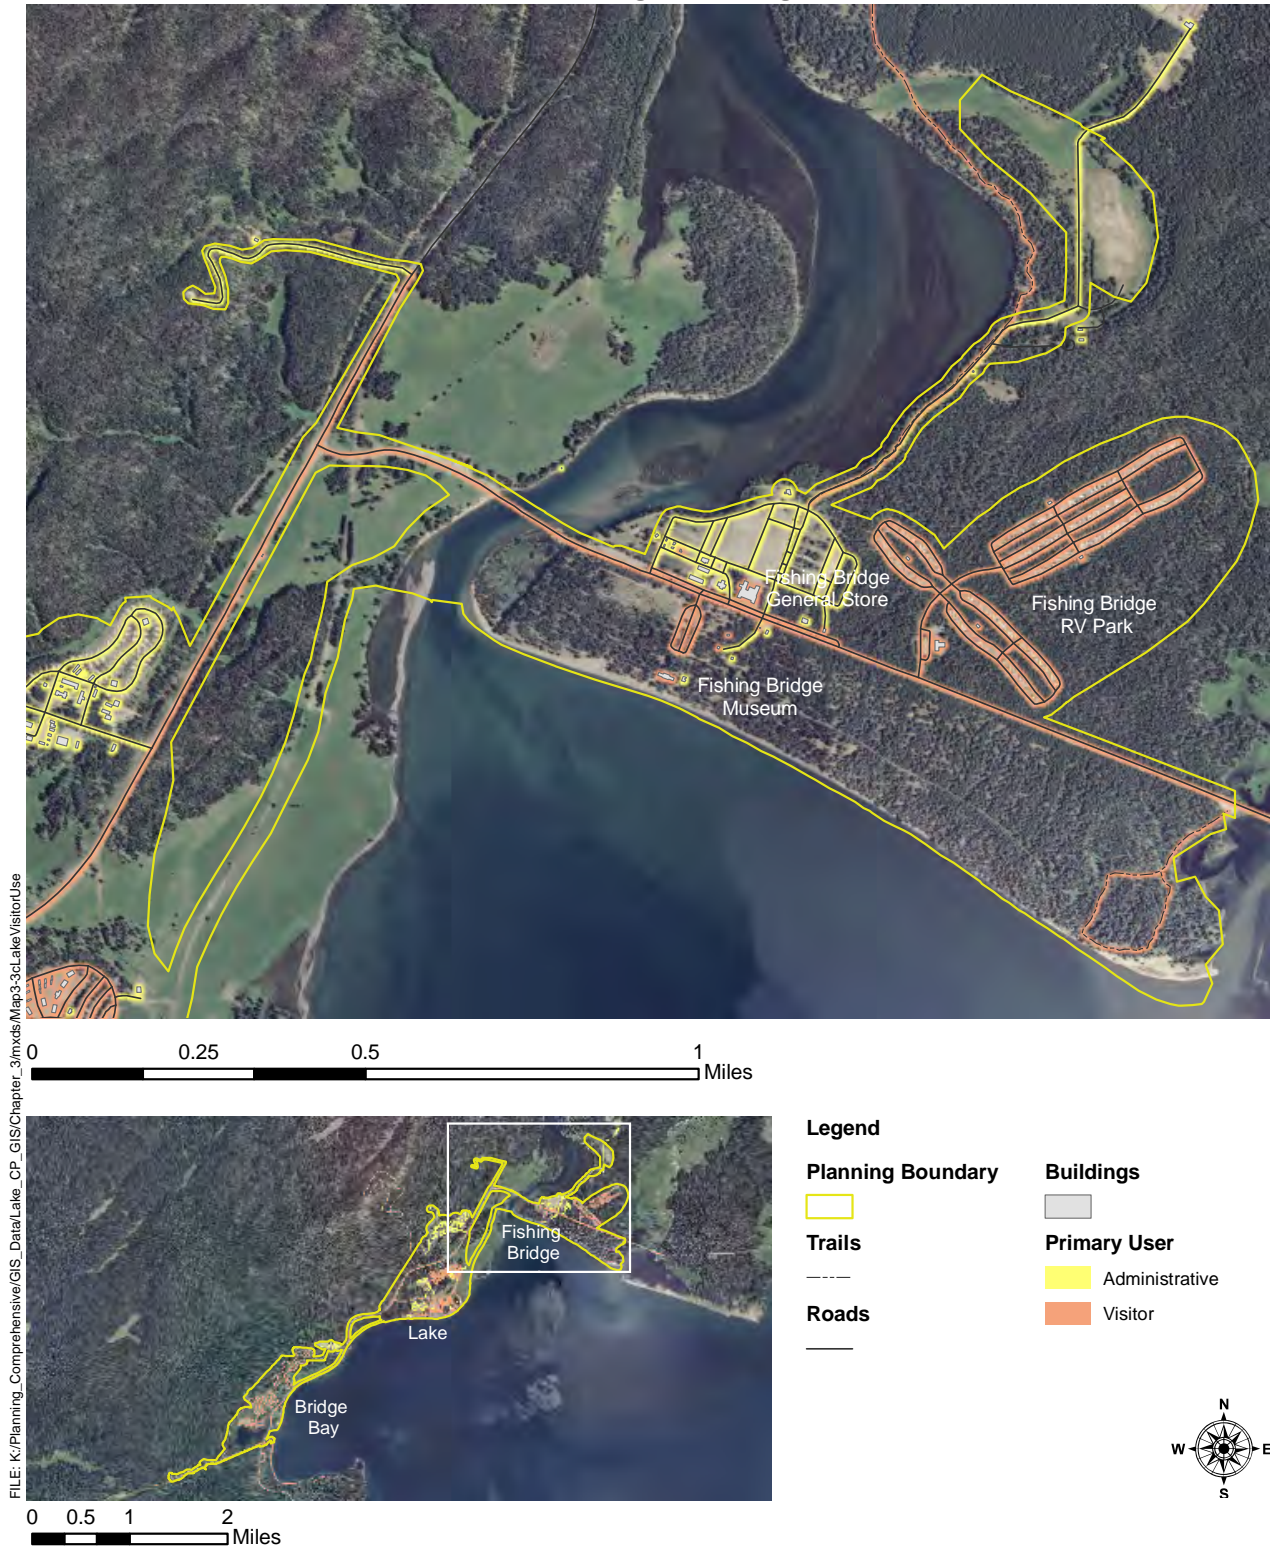 Fishing Bridge
General Store
Fishing Bridge
RV Park
Fishing Bridge
Museum
0 0.25 0.5 1
Miles
FILE: K:/Planning_Comprehensive/GIS_Data/Lake_CP_GIS/Chapter_3/mxds/Map3-3cLakeVisitorUse
Fishing
Bridge
Lake
Bridge
Bay
0 0.5 1 2
Miles
Legend
Planning Boundary
Trails
Roads
Buildings
Primary User
Administrative
Visitor
N
W E
S